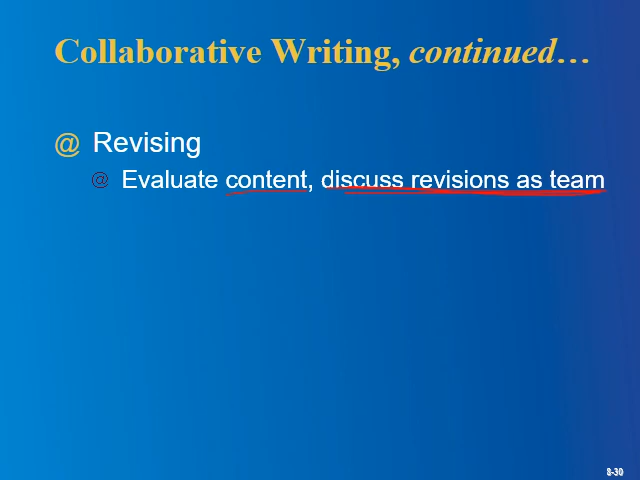 Collaborative Writing, continued…
@ Revising
@ Evaluate content, discuss revisions as team
8-30